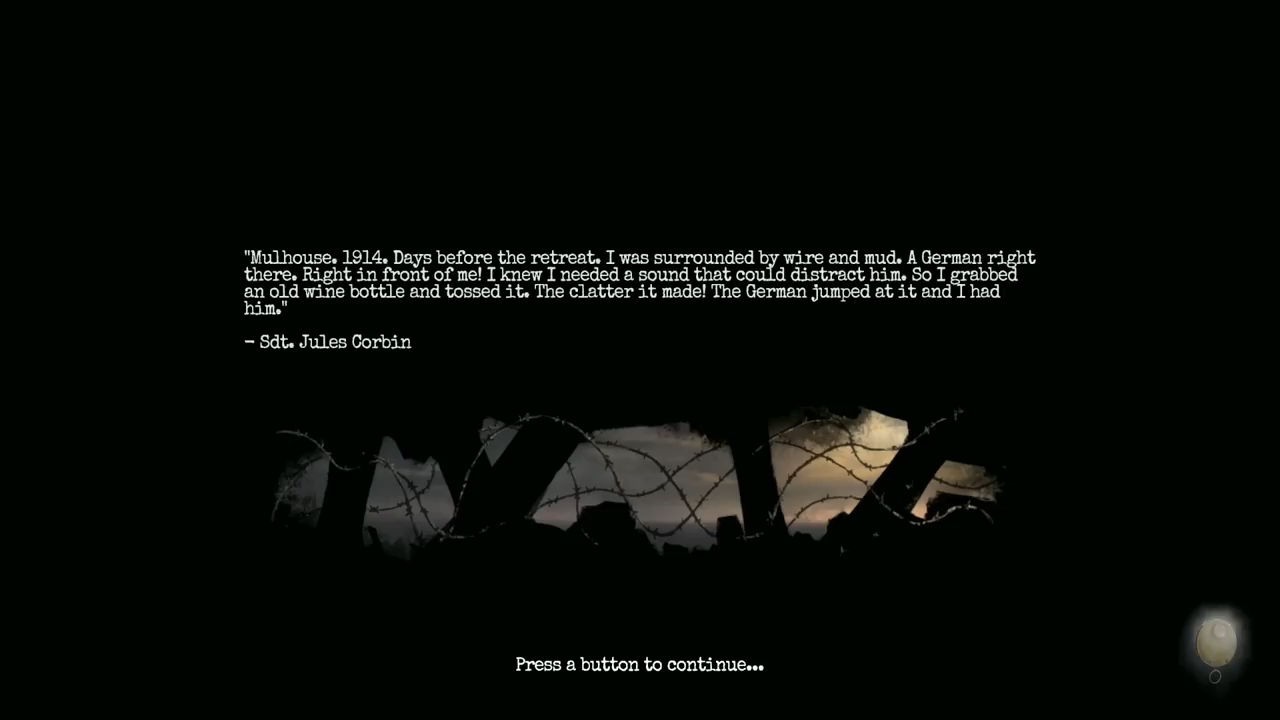 "Mulhouse. 1914. Days before the retreat. I was surrounded by wire and mud. A German right
there. Right in front of me! I knew I needed a sound that could distract him. So I grabbed
an old wine bottle and tossed it. The clatter it made! The German jumped at it and I had
him."
- Sdt. Jules Corbin
Press a button to continue...